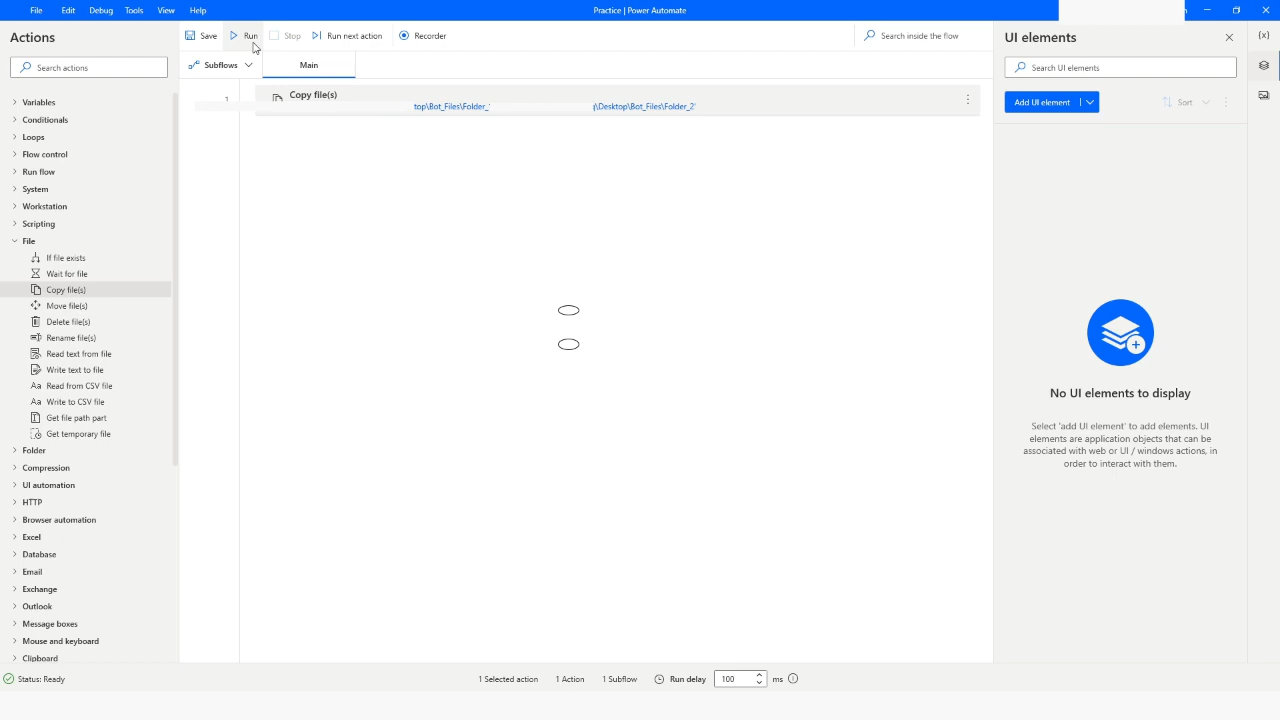 File Edit Debug Tools View Help Practice | Power Automate
Actions
Search actions
Variables
Conditionals
Loops
Flow control
Run flow
System
Workstation
Scripting
File
If file exists
Wait for file
Copy file(s)
Move file(s)
Delete file(s)
Rename file(s)
Read text from file
Write text to file
Aa Read from CSV file
Aa Write to CSV file
Get file path part
Get temporary file
Folder
Compression
UI automation
HTTP
Browser automation
Excel
Database
Email
Exchange
Outlook
Message boxes
Mouse and keyboard
Clipboard
Save Run Stop Run next action Recorder Search inside the flow
Subflows Main
1 Copy file(s)
top\Bot_Files\Folder_ \Desktop\Bot_Files\Folder_2'
UI elements
Search UI elements
Add UI element Sort
No UI elements to display
Select 'add UI element' to add elements. UI
elements are application objects that can be
associated with web or UI / windows actions, in
order to interact with them.
{x}
Status: Ready 1 Selected action 1 Action 1 Subflow Run delay 100 ms